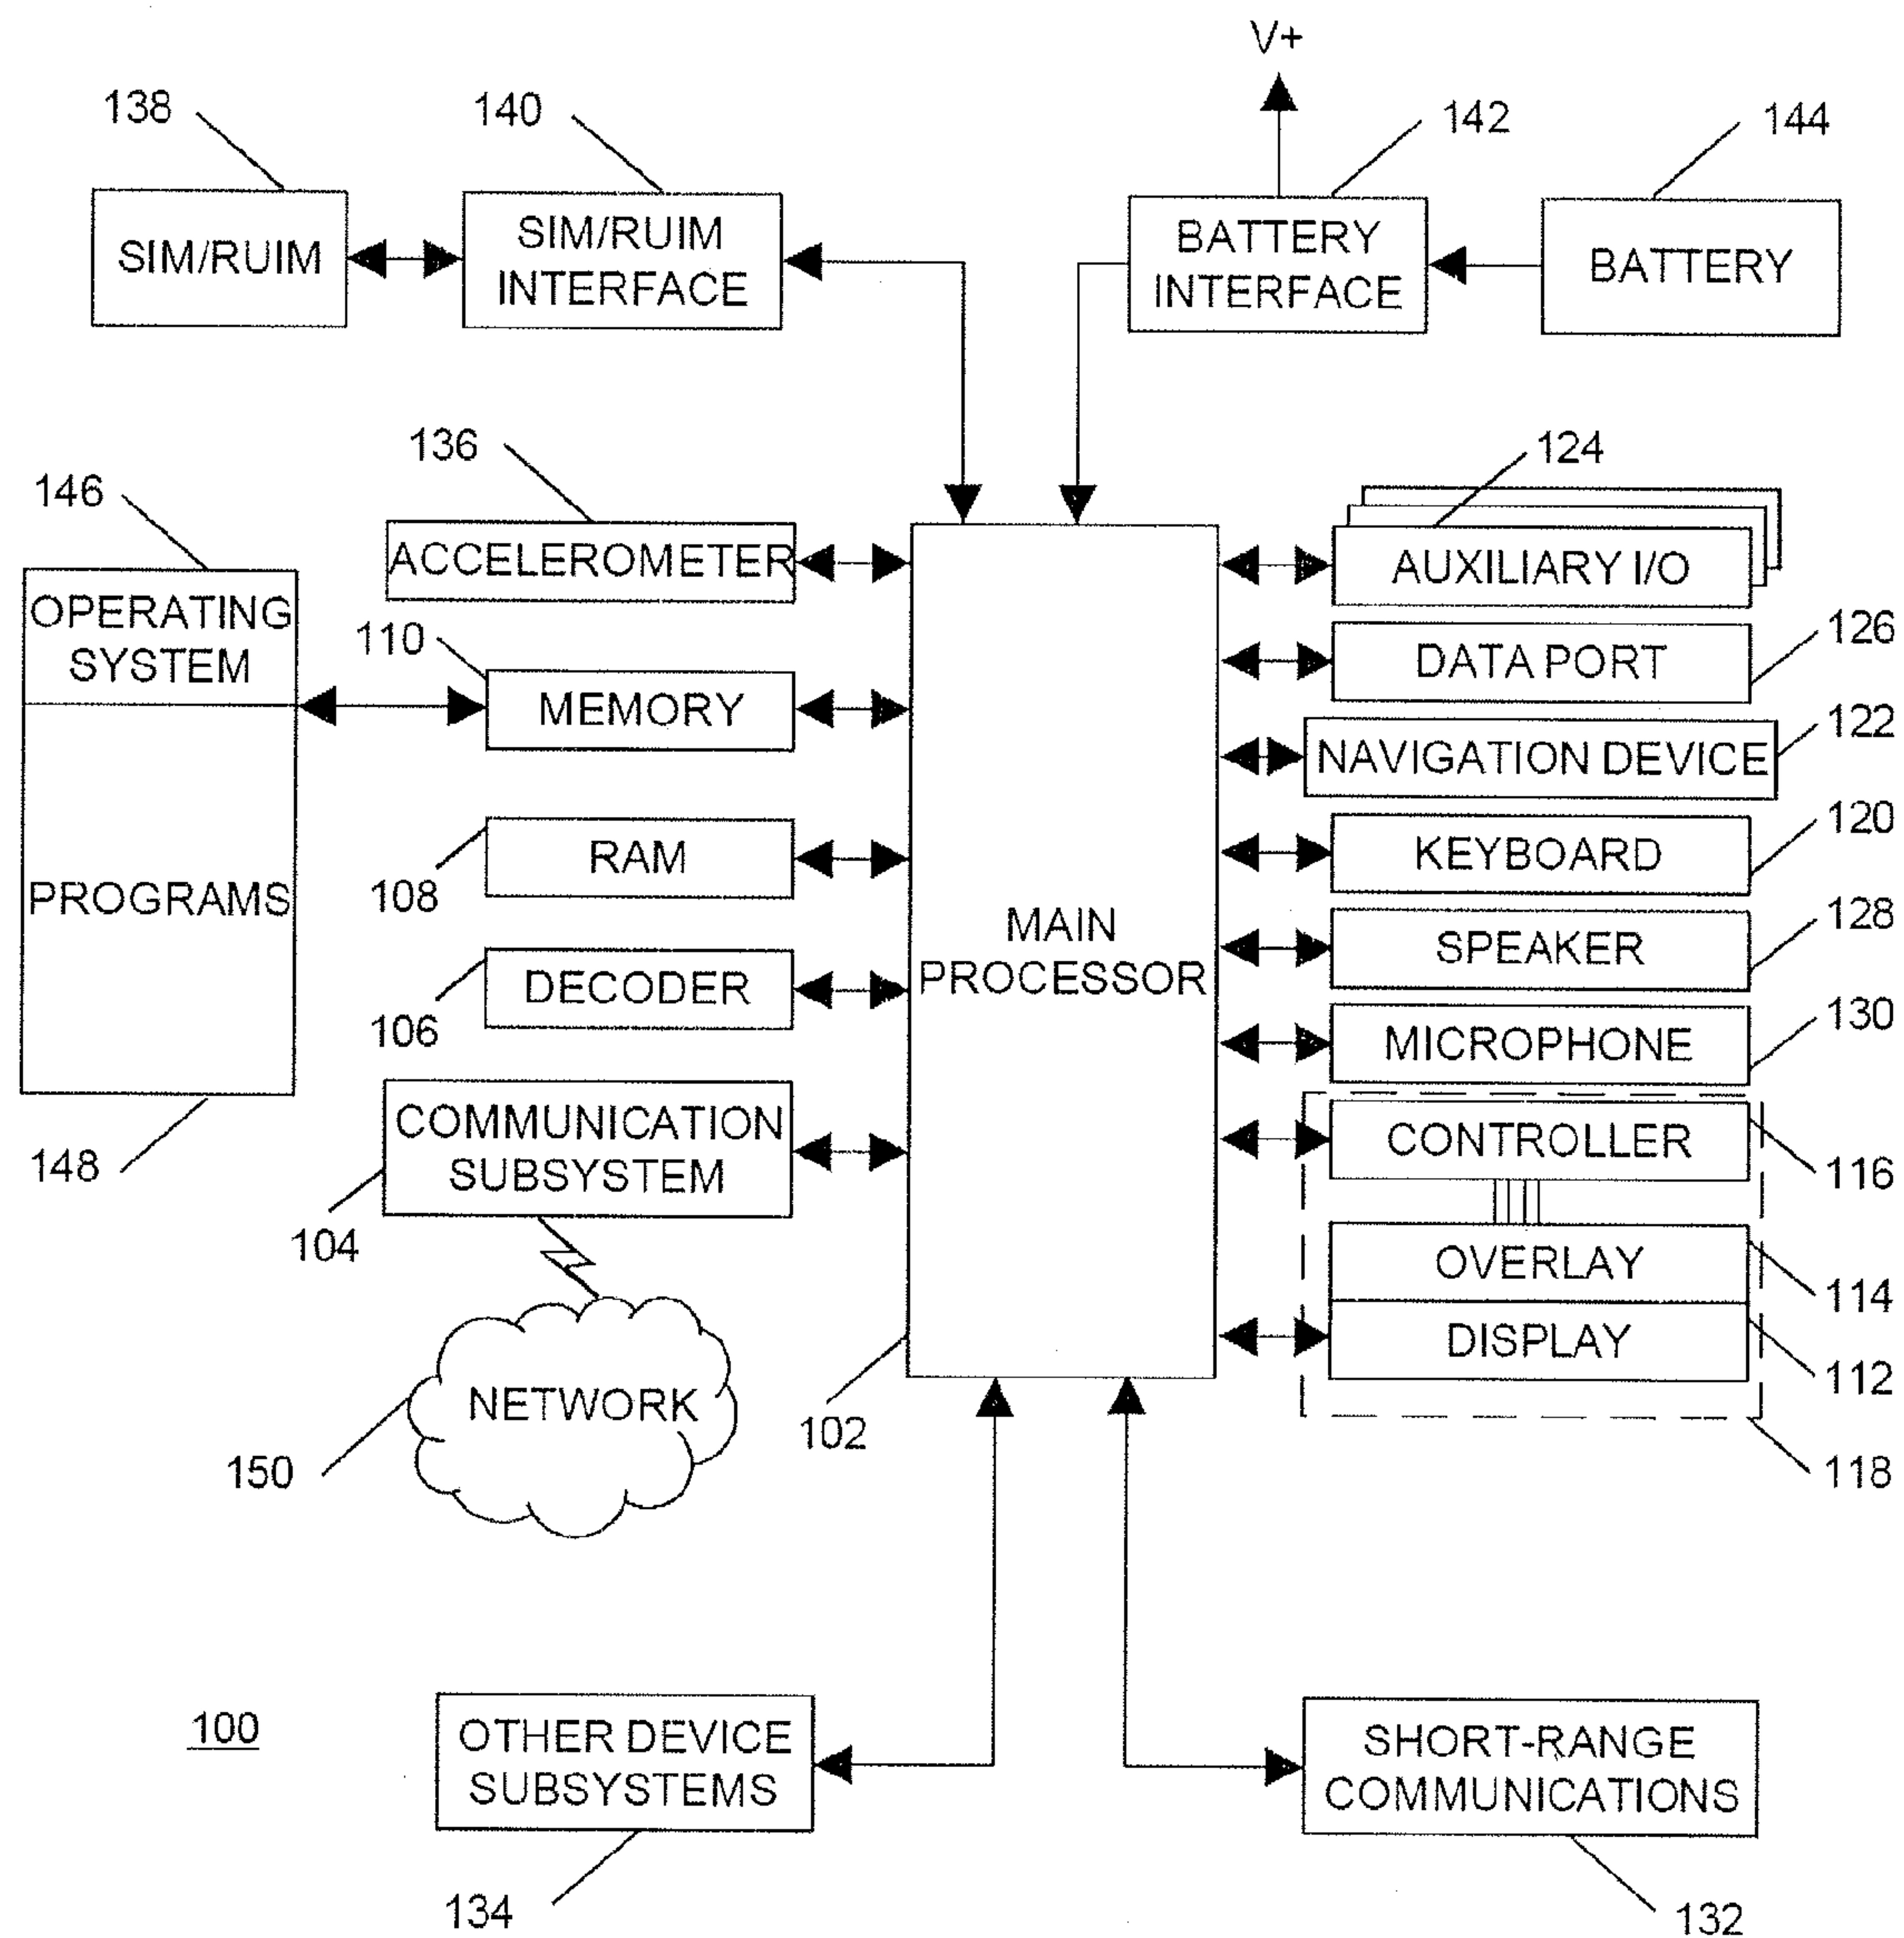 V+
138
140
142
144
SIM/RUIM
SIM/RUIM
INTERFACE
BATTERY
INTERFACE
BATTERY
136
124
146
ACCELEROMETER
AUXILIARY I/O
OPERATING
SYSTEM
110
126
DATA PORT
MEMORY
122
NAVIGATION DEVICE
120
RAM
KEYBOARD
108
PROGRAMS
128
MAIN
PROCESSOR
SPEAKER
DECODER
130
106
MICROPHONE
COMMUNICATION
SUBSYSTEM
CONTROLLER
148
116
104
OVERLAY
114
DISPLAY
112
NETWORK
102
150
118
100
OTHER DEVICE
SUBSYSTEMS
SHORT-RANGE
COMMUNICATIONS
134
132